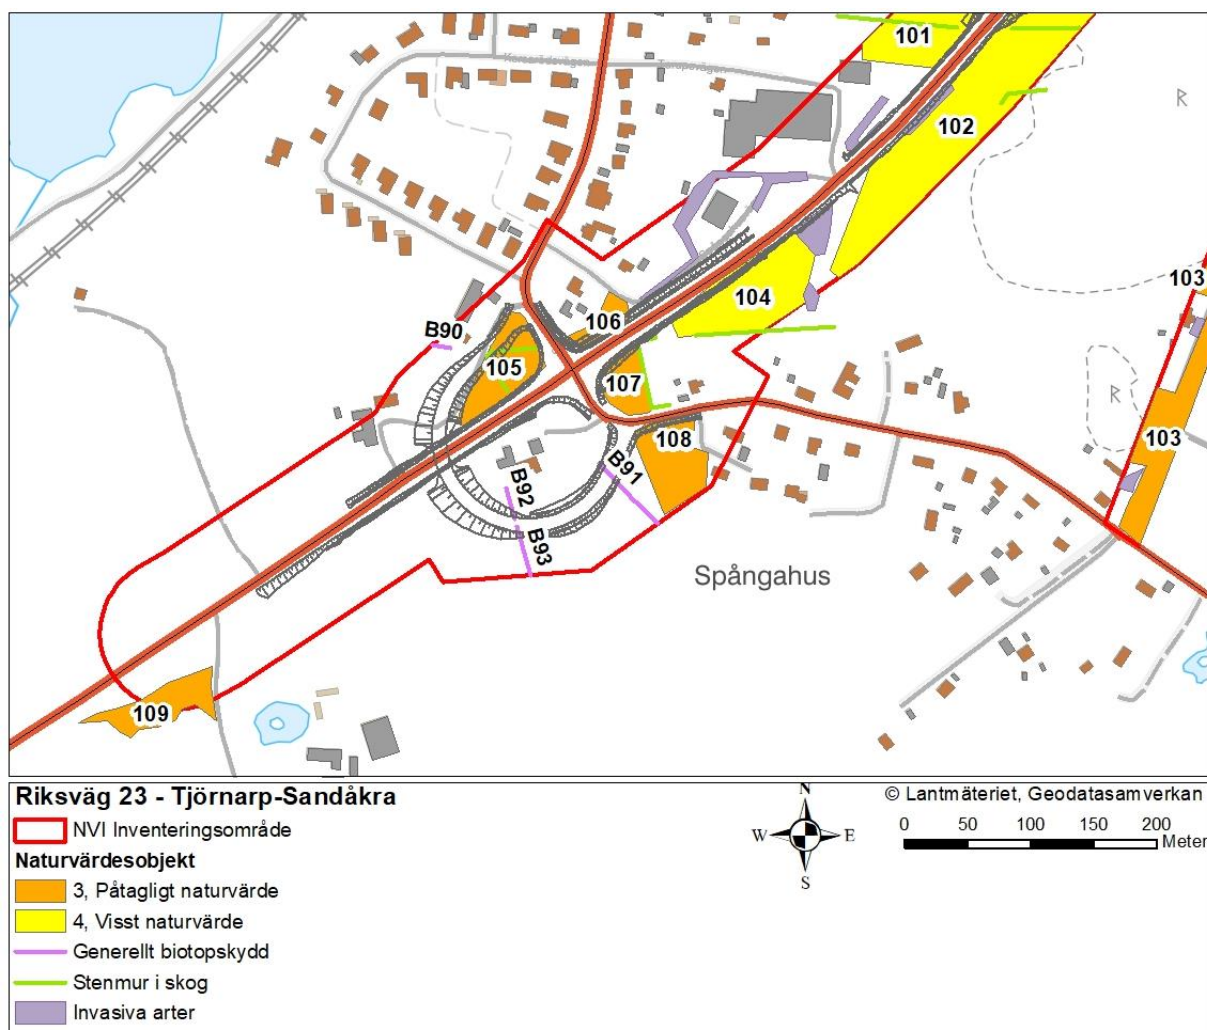 101
102
103
104
106
B90
105
107
103
108
B91
B92
B93
Spångahus
109
R
R
Riksväg 23 - Tjörnarp-Sandåkra
NVI Inventeringsområde
Naturvärdesobjekt
3, Påtagligt naturvärde
4, Visst naturvärde
Generellt biotopskydd
Stenmur i skog
Invasiva arter
N
W E
S
© Lantmäteriet, Geodatasamverkan
0 50 100 150 200
Meter